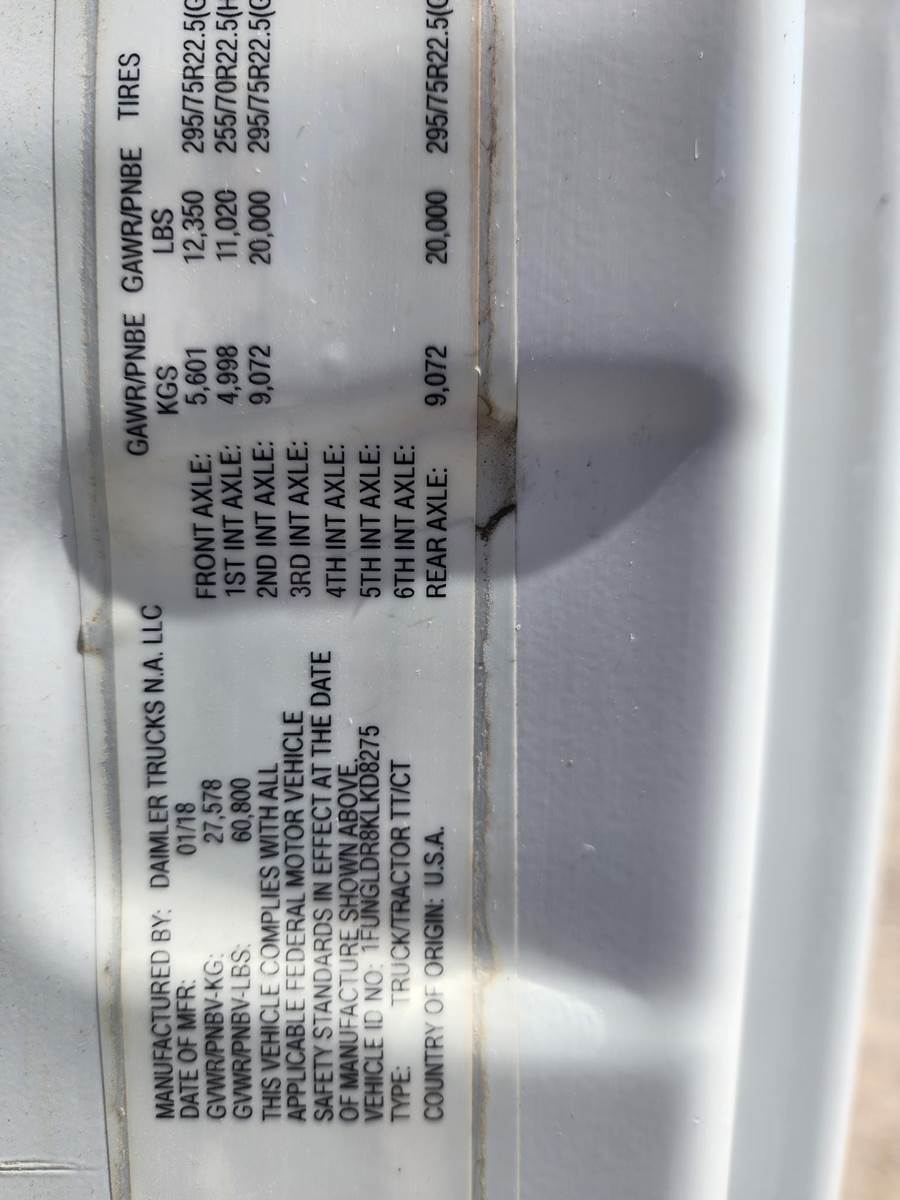 MANUFACTURED BY: DAIMLER TRUCKS N.A. LLC
DATE OF MFR: 01/18
GVWR/PNBV-KG: 27,578
GVWR/PNBV-LBS: 60,800
THIS VEHICLE COMPLIES WITH ALL
APPLICABLE FEDERAL MOTOR VEHICLE
SAFETY STANDARDS IN EFFECT AT THE DATE
OF MANUFACTURE SHOWN ABOVE.
VEHICLE ID NO: 1FUNGLDR8KLKD8275
TYPE: TRUCK/TRACTOR TT/CT
COUNTRY OF ORIGIN: U.S.A.
GAWR/PNBE GAWR/PNBE TIRES
KGS LBS
FRONT AXLE: 5,601 12,350 295/75R22.5(G
1ST INT AXLE: 4,998 11,020 255/70R22.5(H
2ND INT AXLE: 9,072 20,000 295/75R22.5(G
3RD INT AXLE:
4TH INT AXLE:
5TH INT AXLE:
6TH INT AXLE:
REAR AXLE: 9,072 20,000 295/75R22.5(G